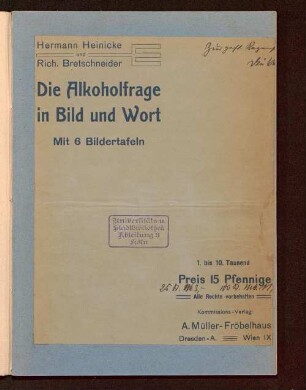 Hermann Heinicke
und
Rich. Bretschneider
Die Alkoholfrage
in Bild und Wort
Mit 6 Bildertafeln
1. bis 10. Tausend
Preis 15 Pfennige
Alle Rechte vorbehalten
Kommissions-Verlag:
A. Müller-Fröbelhaus
Dresden-A. — Wien IX